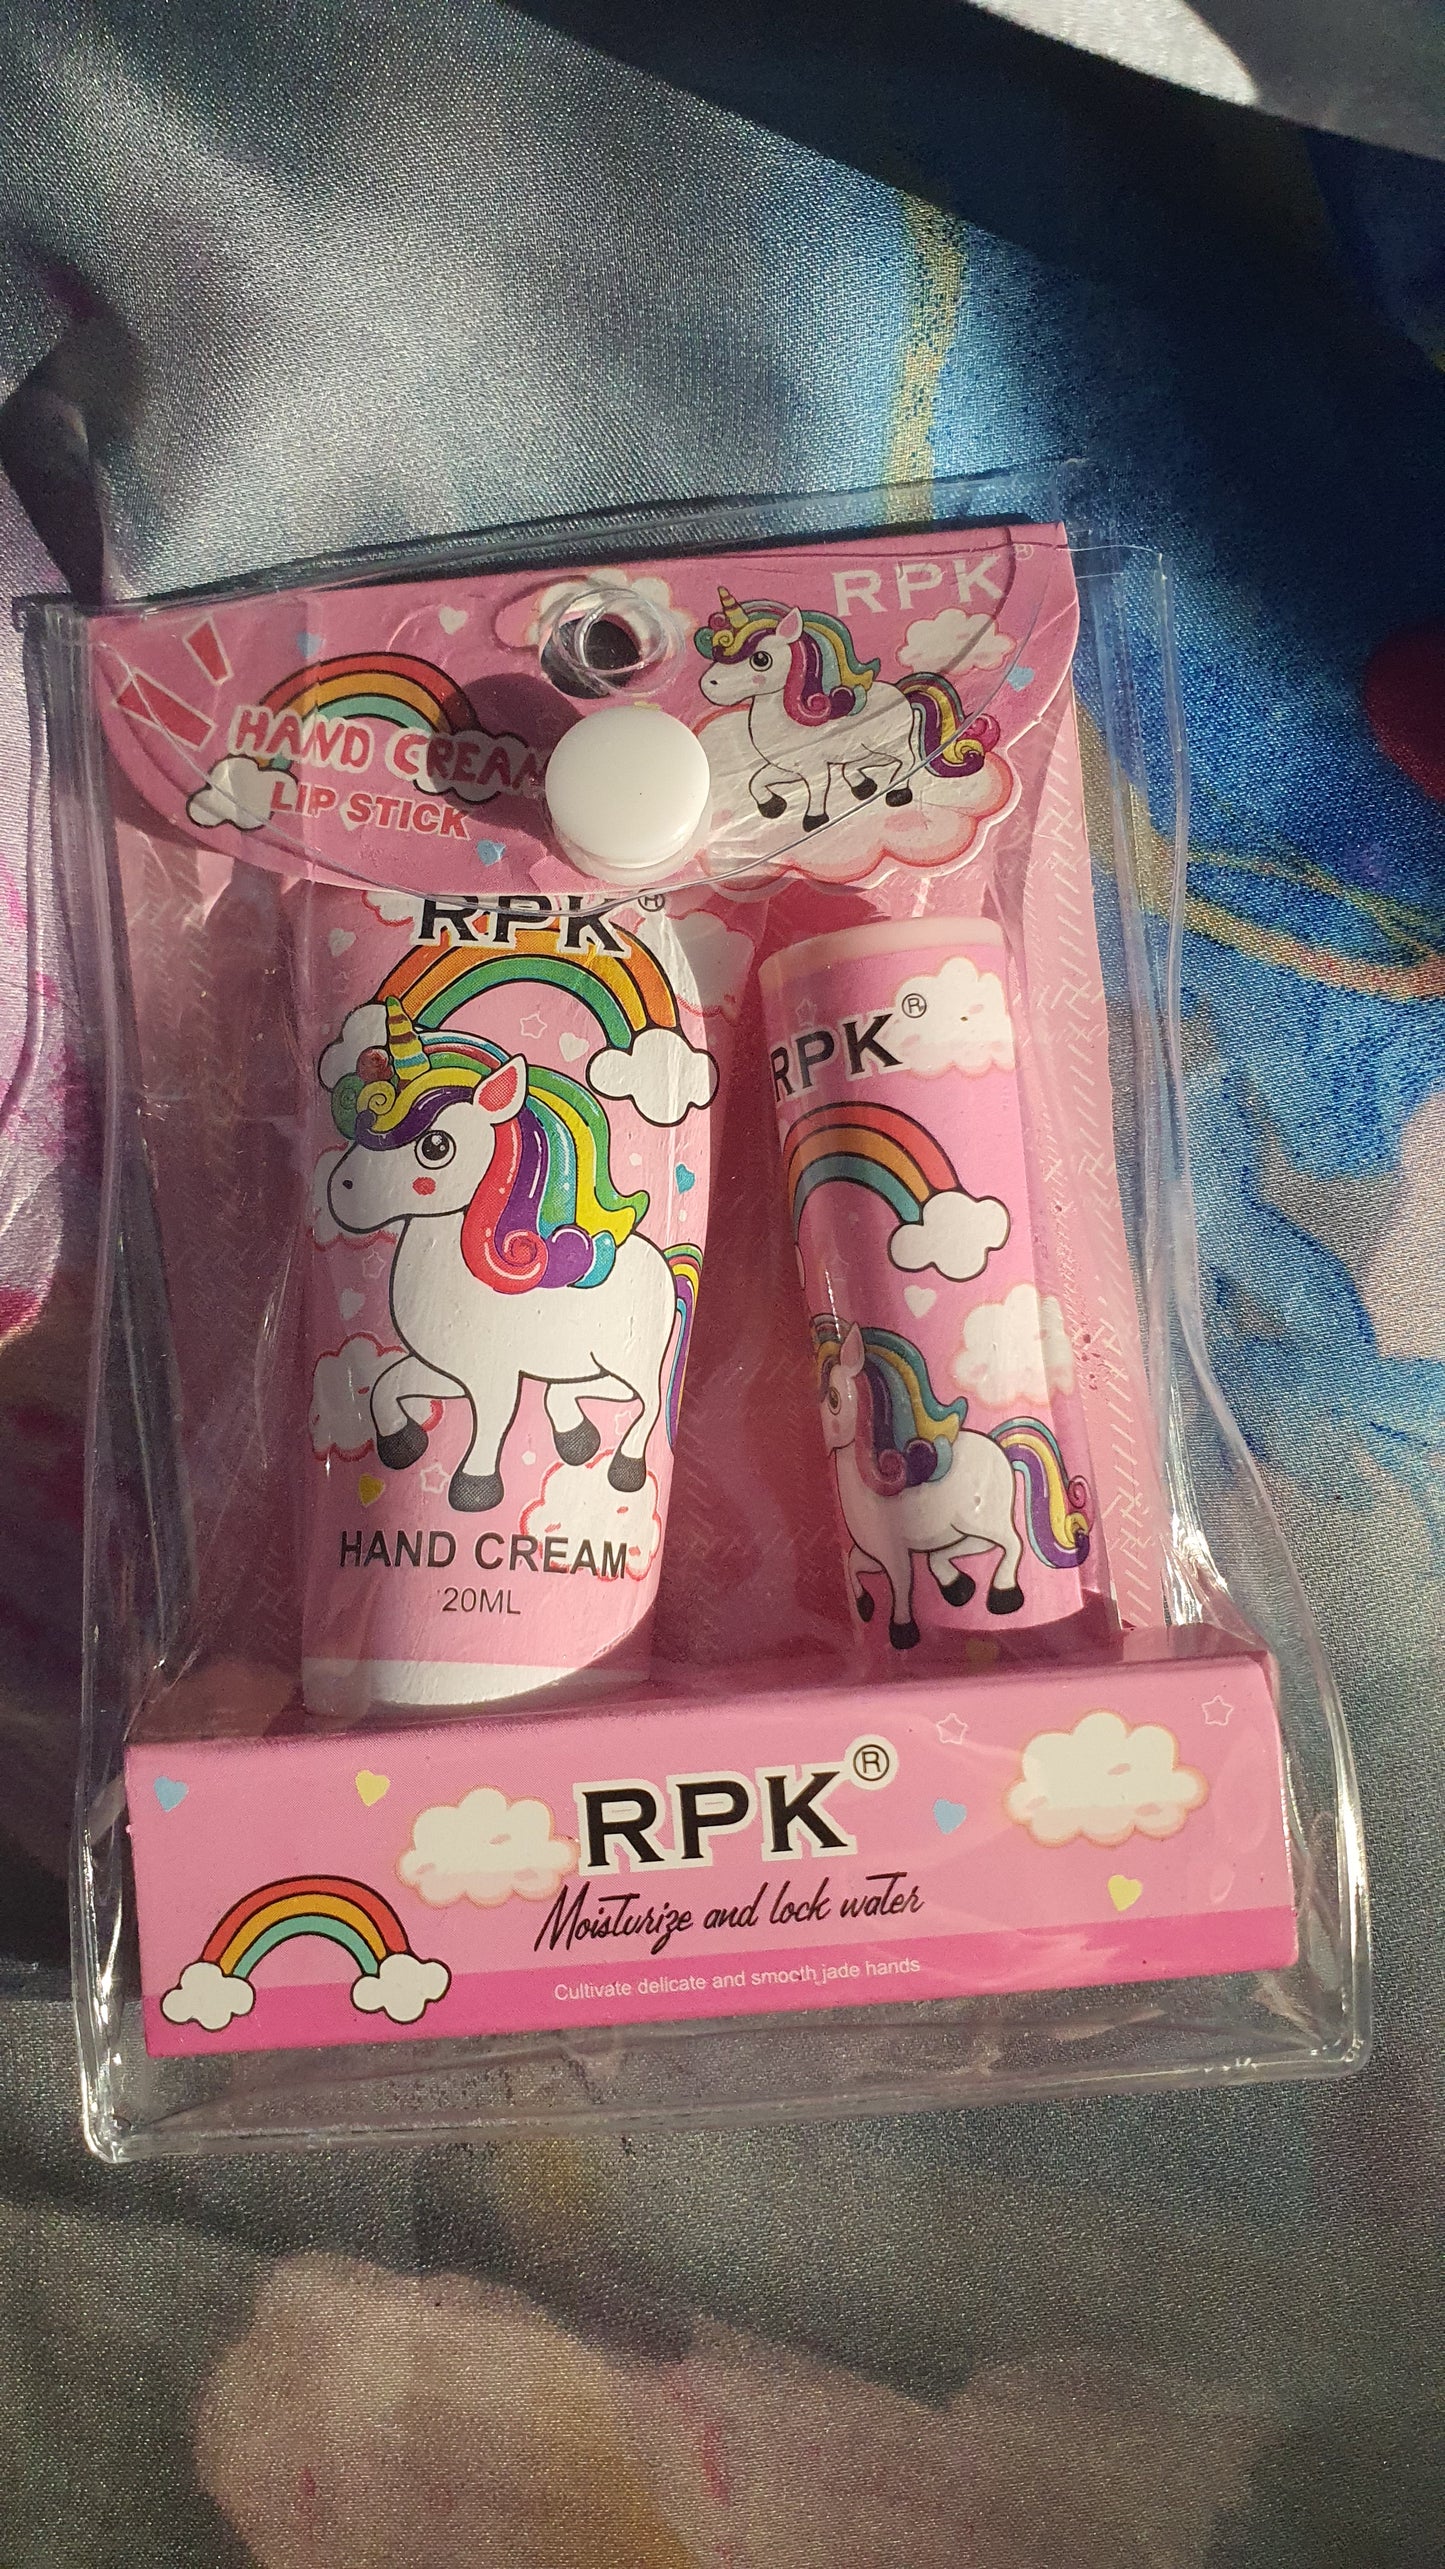 RPK®
HAND CREAM
LIP STICK
RPK®
HAND CREAM
20ML
RPK®
RPK®
Moisturize and lock water
Cultivate delicate and smooth jade hands